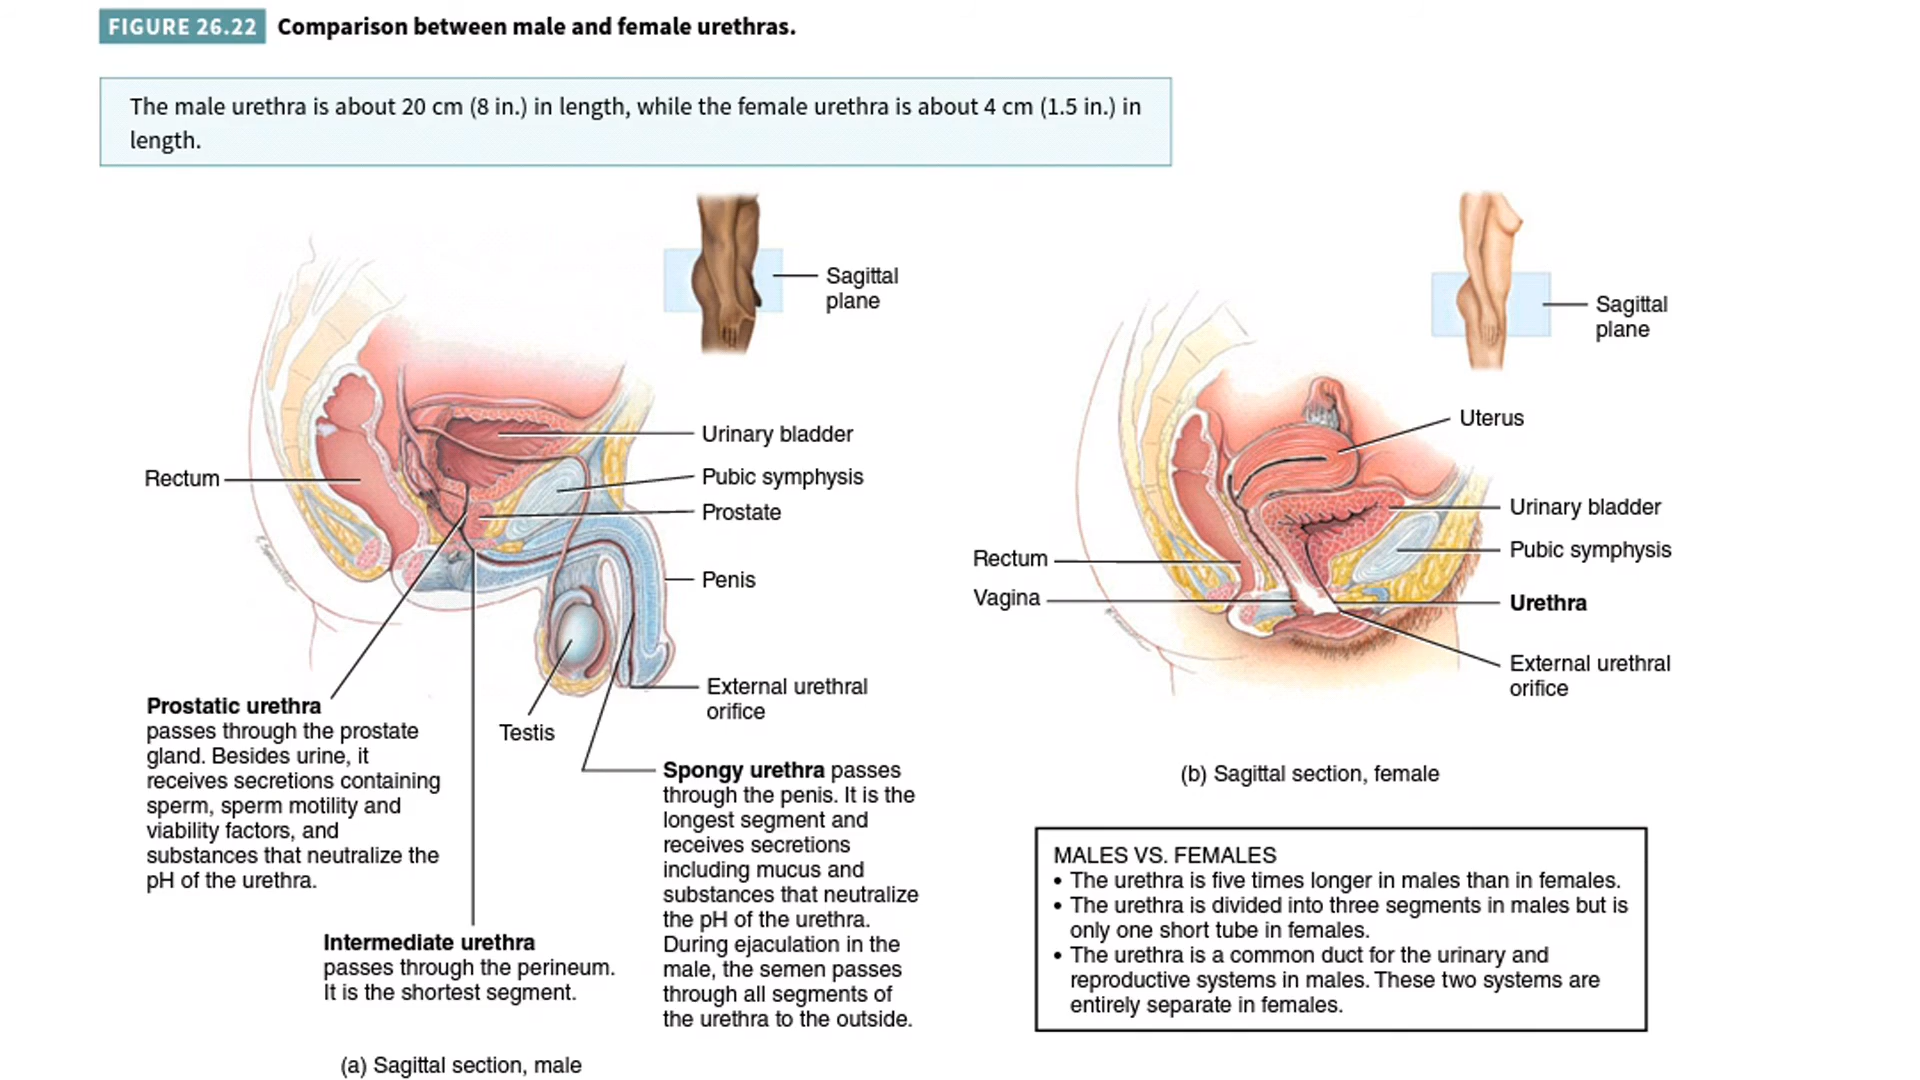 FIGURE 26.22 Comparison between male and female urethras.
The male urethra is about 20 cm (8 in.) in length, while the female urethra is about 4 cm (1.5 in.) in
length.
Sagittal
plane
Urinary bladder
Pubic symphysis
Rectum
Prostate
Penis
External urethral
orifice
Testis
Prostatic urethra
passes through the prostate
gland. Besides urine, it
receives secretions containing
sperm, sperm motility and
viability factors, and
substances that neutralize the
pH of the urethra.
Intermediate urethra
passes through the perineum.
It is the shortest segment.
Spongy urethra passes
through the penis. It is the
longest segment and
receives secretions
including mucus and
substances that neutralize
the pH of the urethra.
During ejaculation in the
male, the semen passes
through all segments of
the urethra to the outside.
(a) Sagittal section, male
Sagittal
plane
Uterus
Urinary bladder
Pubic symphysis
Rectum
Vagina
Urethra
External urethral
orifice
(b) Sagittal section, female
MALES VS. FEMALES
• The urethra is five times longer in males than in females.
• The urethra is divided into three segments in males but is
only one short tube in females.
• The urethra is a common duct for the urinary and
reproductive systems in males. These two systems are
entirely separate in females.